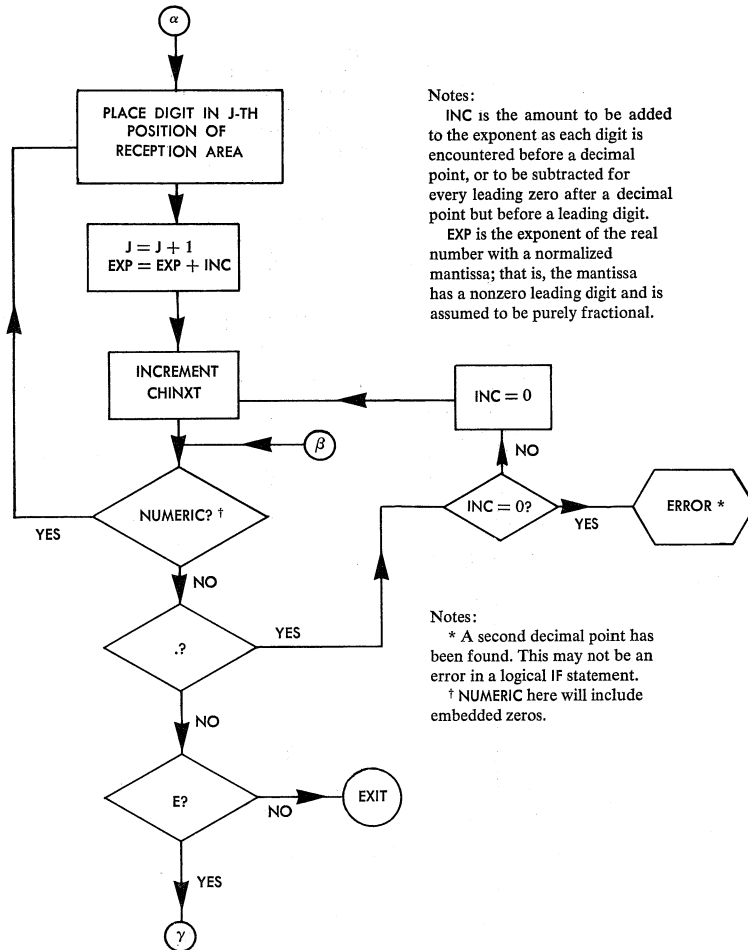 α
PLACE DIGIT IN J-TH
POSITION OF
RECEPTION AREA
J = J + 1
EXP = EXP + INC
INCREMENT
CHINXT
β
NUMERIC? †
YES
NO
.?
YES
NO
E?
NO
EXIT
YES
γ
INC = 0
NO
INC = 0?
YES
ERROR *
Notes:
INC is the amount to be added
to the exponent as each digit is
encountered before a decimal
point, or to be subtracted for
every leading zero after a decimal
point but before a leading digit.
EXP is the exponent of the real
number with a normalized
mantissa; that is, the mantissa
has a nonzero leading digit and is
assumed to be purely fractional.
Notes:
* A second decimal point has
been found. This may not be an
error in a logical IF statement.
† NUMERIC here will include
embedded zeros.